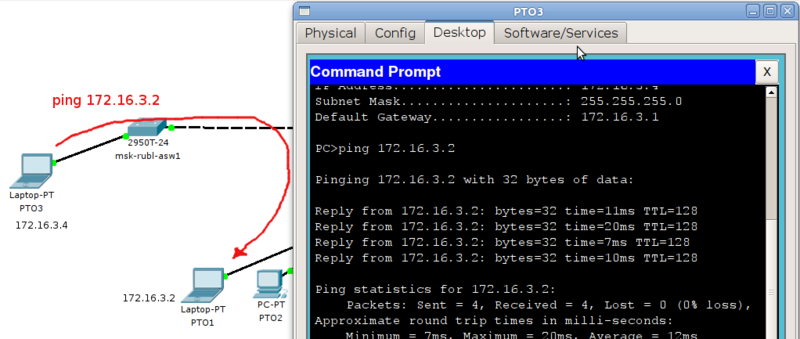 PTO3
Physical
Config
Desktop
Software/Services
Command Prompt
X
IP Address......................: 172.16.3.4
Subnet Mask.....................: 255.255.255.0
Default Gateway.................: 172.16.3.1
PC>ping 172.16.3.2
Pinging 172.16.3.2 with 32 bytes of data:
Reply from 172.16.3.2: bytes=32 time=11ms TTL=128
Reply from 172.16.3.2: bytes=32 time=20ms TTL=128
Reply from 172.16.3.2: bytes=32 time=7ms TTL=128
Reply from 172.16.3.2: bytes=32 time=10ms TTL=128
Ping statistics for 172.16.3.2:
Packets: Sent = 4, Received = 4, Lost = 0 (0% loss),
Approximate round trip times in milli-seconds:
Minimum = 7ms, Maximum = 20ms, Average = 12ms
ping 172.16.3.2
2950T-24
msk-rubl-asw1
Laptop-PT
PTO3
172.16.3.4
172.16.3.2
Laptop-PT
PTO1
PC-PT
PTO2